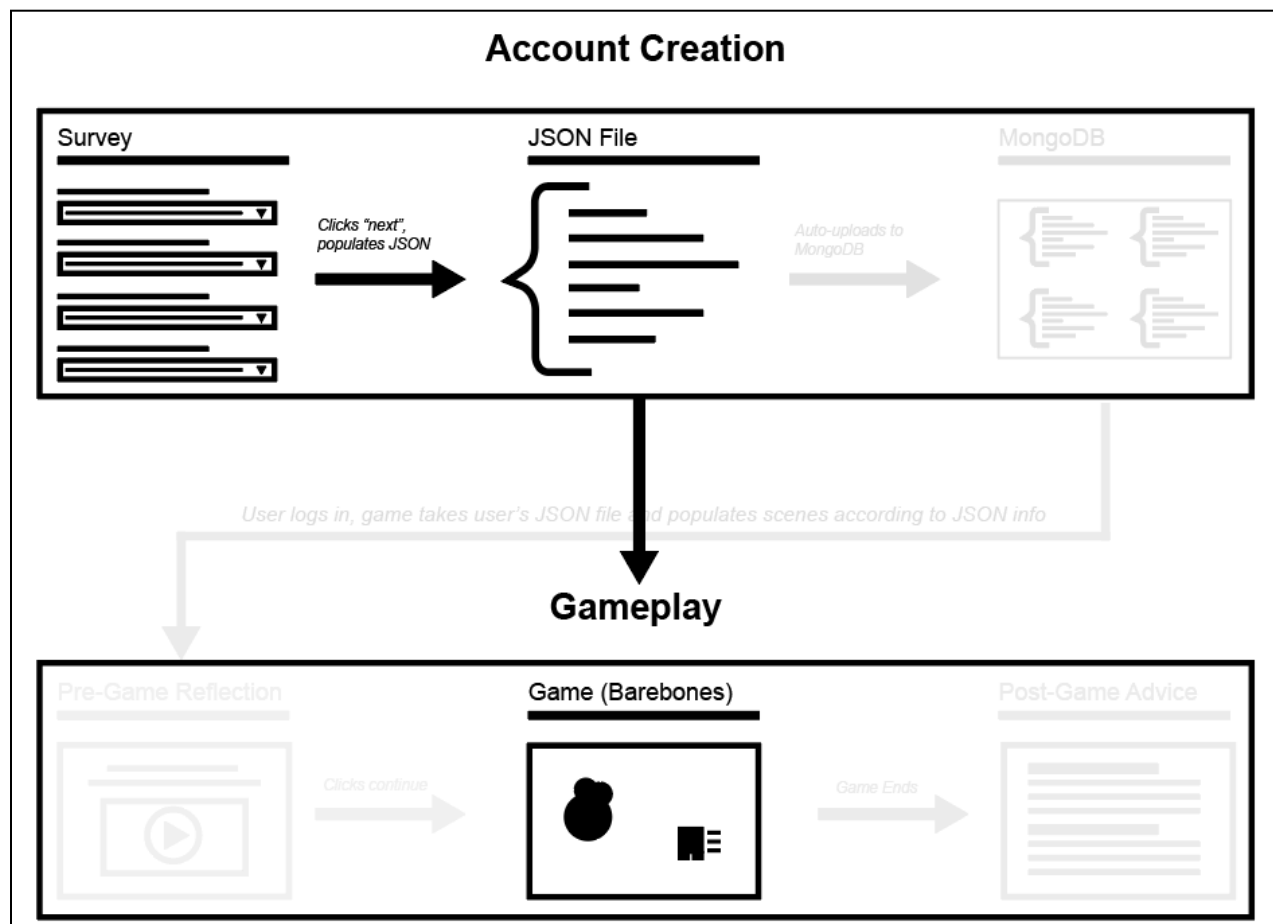 Account Creation
Survey
JSON File
MongoDB
Clicks “next”,
populates JSON
Auto-uploads to
MongoDB
User logs in, game takes user’s JSON file and populates scenes according to JSON info
Gameplay
Pre-Game Reflection
Game (Barebones)
Post-Game Advice
Clicks continue
Game Ends